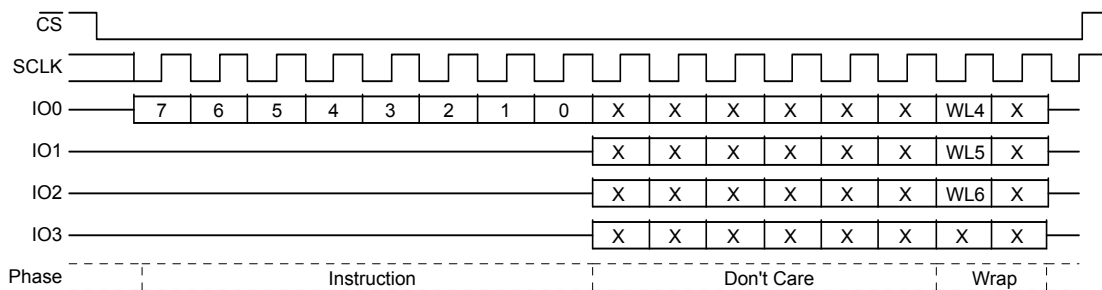 CS
SCLK
IO0 7 6 5 4 3 2 1 0 X X X X X X WL4 X
IO1 X X X X X X WL5 X
IO2 X X X X X X WL6 X
IO3 X X X X X X X X
Phase Instruction Don't Care Wrap